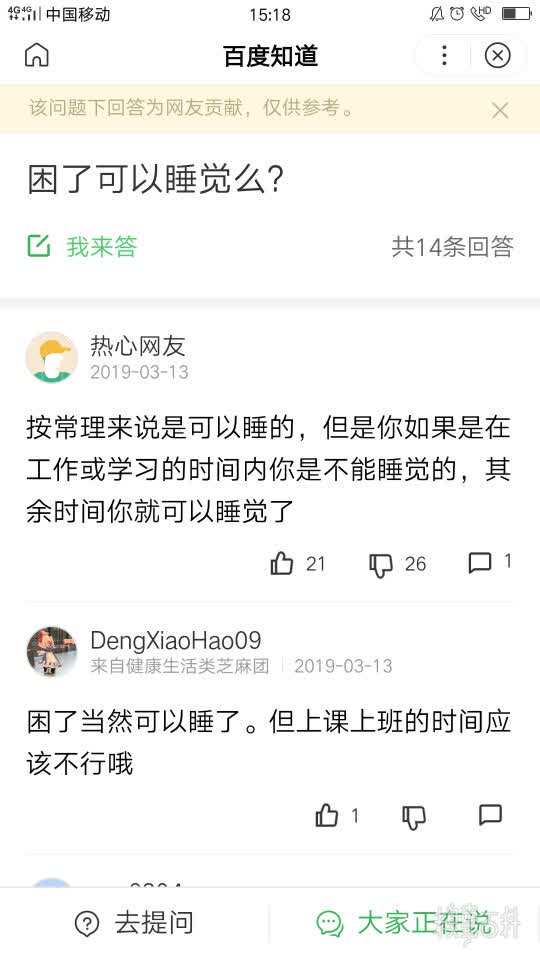 4G 4G 中国移动 15:18 HD
百度知道
该问题下回答为网友贡献，仅供参考。
困了可以睡觉么?
我来答 共14条回答
热心网友
2019-03-13
按常理来说是可以睡的，但是你如果是在
工作或学习的时间内你是不能睡觉的，其
余时间你就可以睡觉了
21 26 1
DengXiaoHao09
来自健康生活类芝麻团 2019-03-13
困了当然可以睡了。但上课上班的时间应
该不行哦
1
去提问 大家正在说